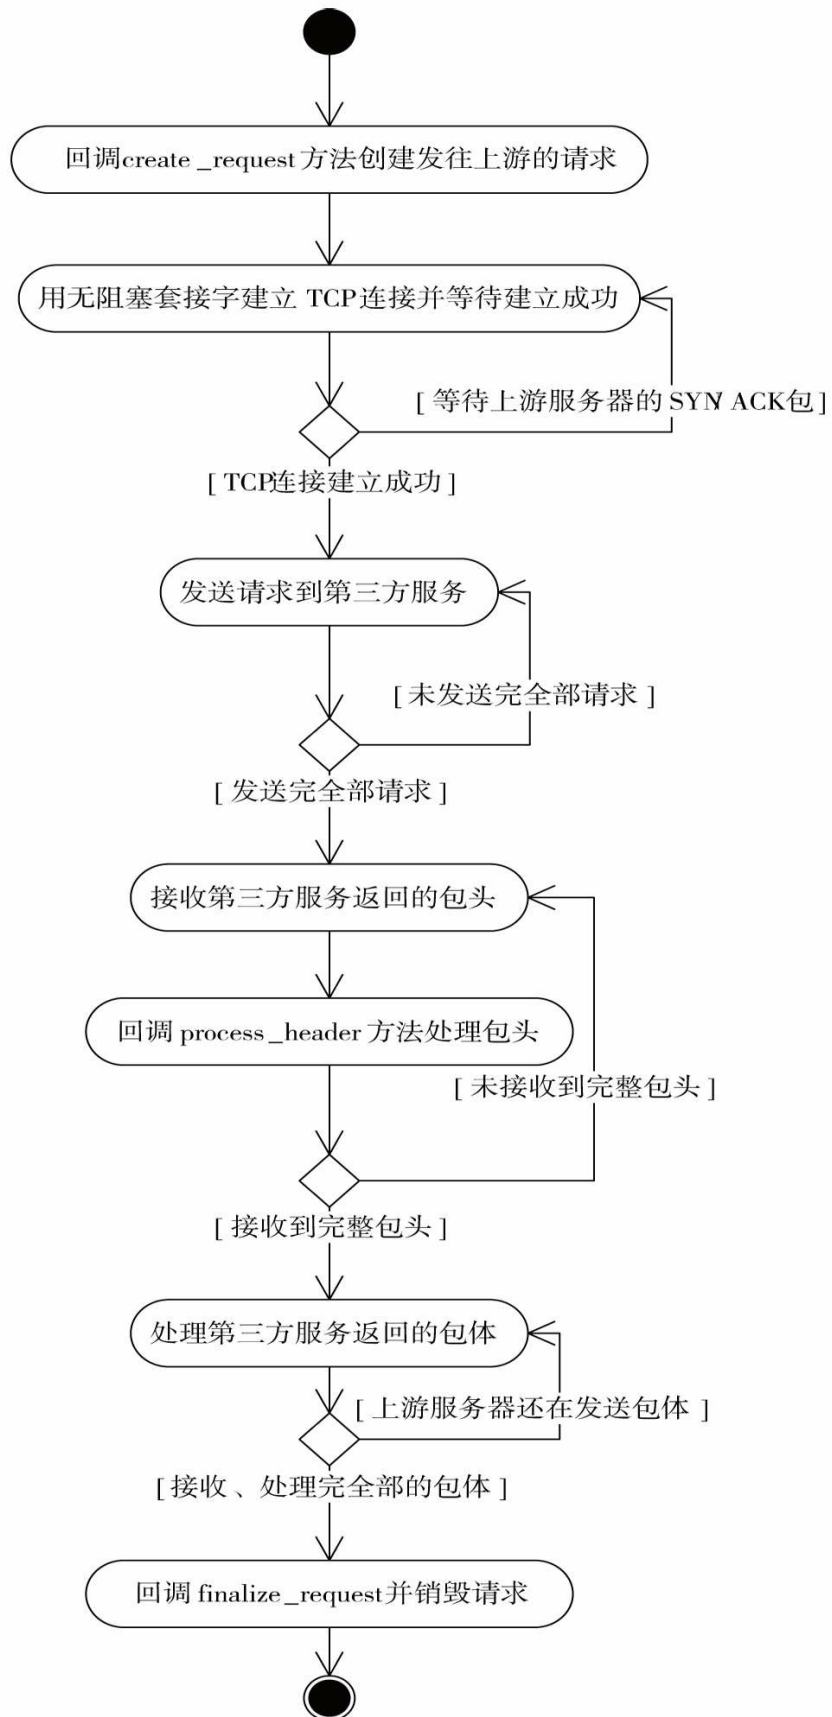 回调create_request方法创建发往上游的请求
用无阻塞套接字建立 TCP连接并等待建立成功
[等待上游服务器的 SYN/ACK包]
[TCP连接建立成功]
发送请求到第三方服务
[未发送完全部请求]
[发送完全部请求]
接收第三方服务返回的包头
回调 process_header 方法处理包头
[未接收到完整包头]
[接收到完整包头]
处理第三方服务返回的包体
[上游服务器还在发送包体]
[接收、处理完全部的包体]
回调 finalize_request并销毁请求